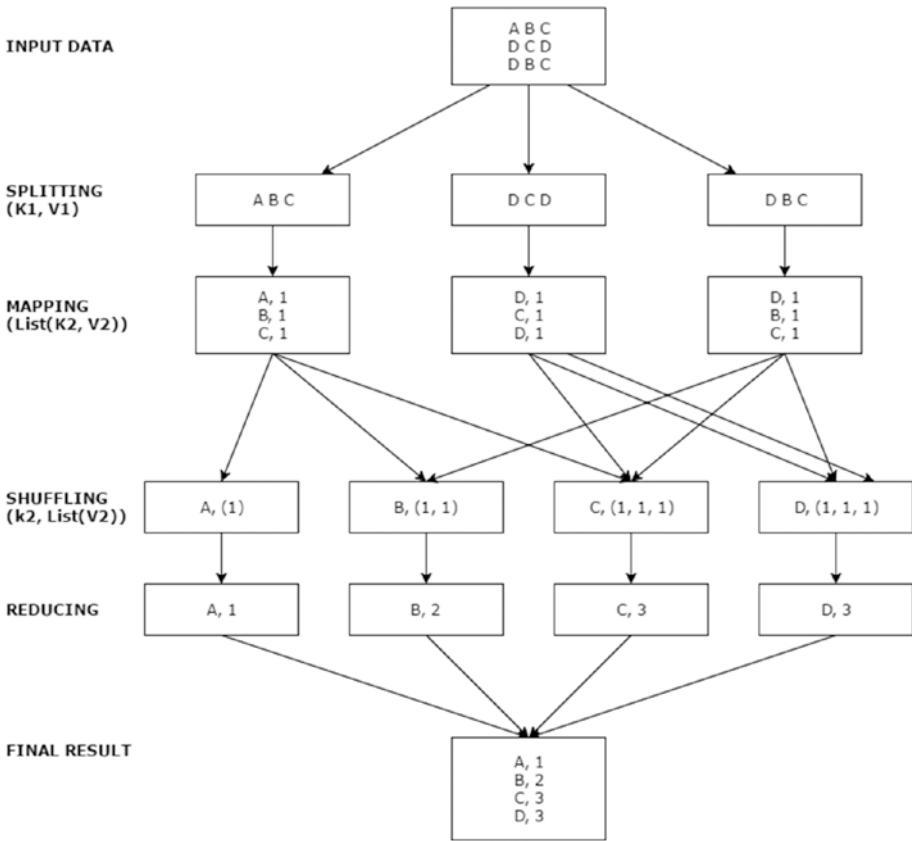 INPUT DATA
A B C
D C D
D B C
SPLITTING
(K1, V1)
A B C
D C D
D B C
MAPPING
(List(K2, V2))
A, 1
B, 1
C, 1
D, 1
C, 1
D, 1
D, 1
B, 1
C, 1
SHUFFLING
(k2, List(V2))
A, (1)
B, (1, 1)
C, (1, 1, 1)
D, (1, 1, 1)
REDUCING
A, 1
B, 2
C, 3
D, 3
FINAL RESULT
A, 1
B, 2
C, 3
D, 3